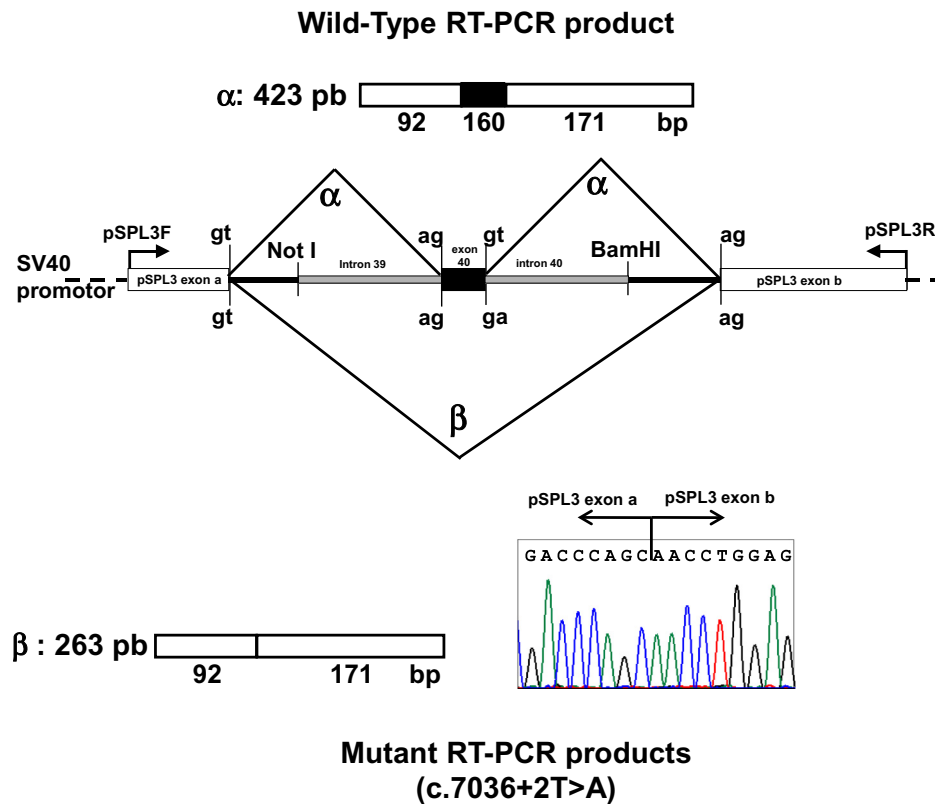 Wild-Type RT-PCR product
α: 423 pb
92 160 171 bp
α α
pSPL3F gt ag exon 40 gt ag pSPL3R
Not I BamHI
SV40 promotor
pSPL3 exon a Intron 39 intron 40 pSPL3 exon b
gt ag ga ag
β
pSPL3 exon a pSPL3 exon b
GACCCAGCAACCTGGAG
β : 263 pb
92 171 bp
Mutant RT-PCR products
(c.7036+2T>A)